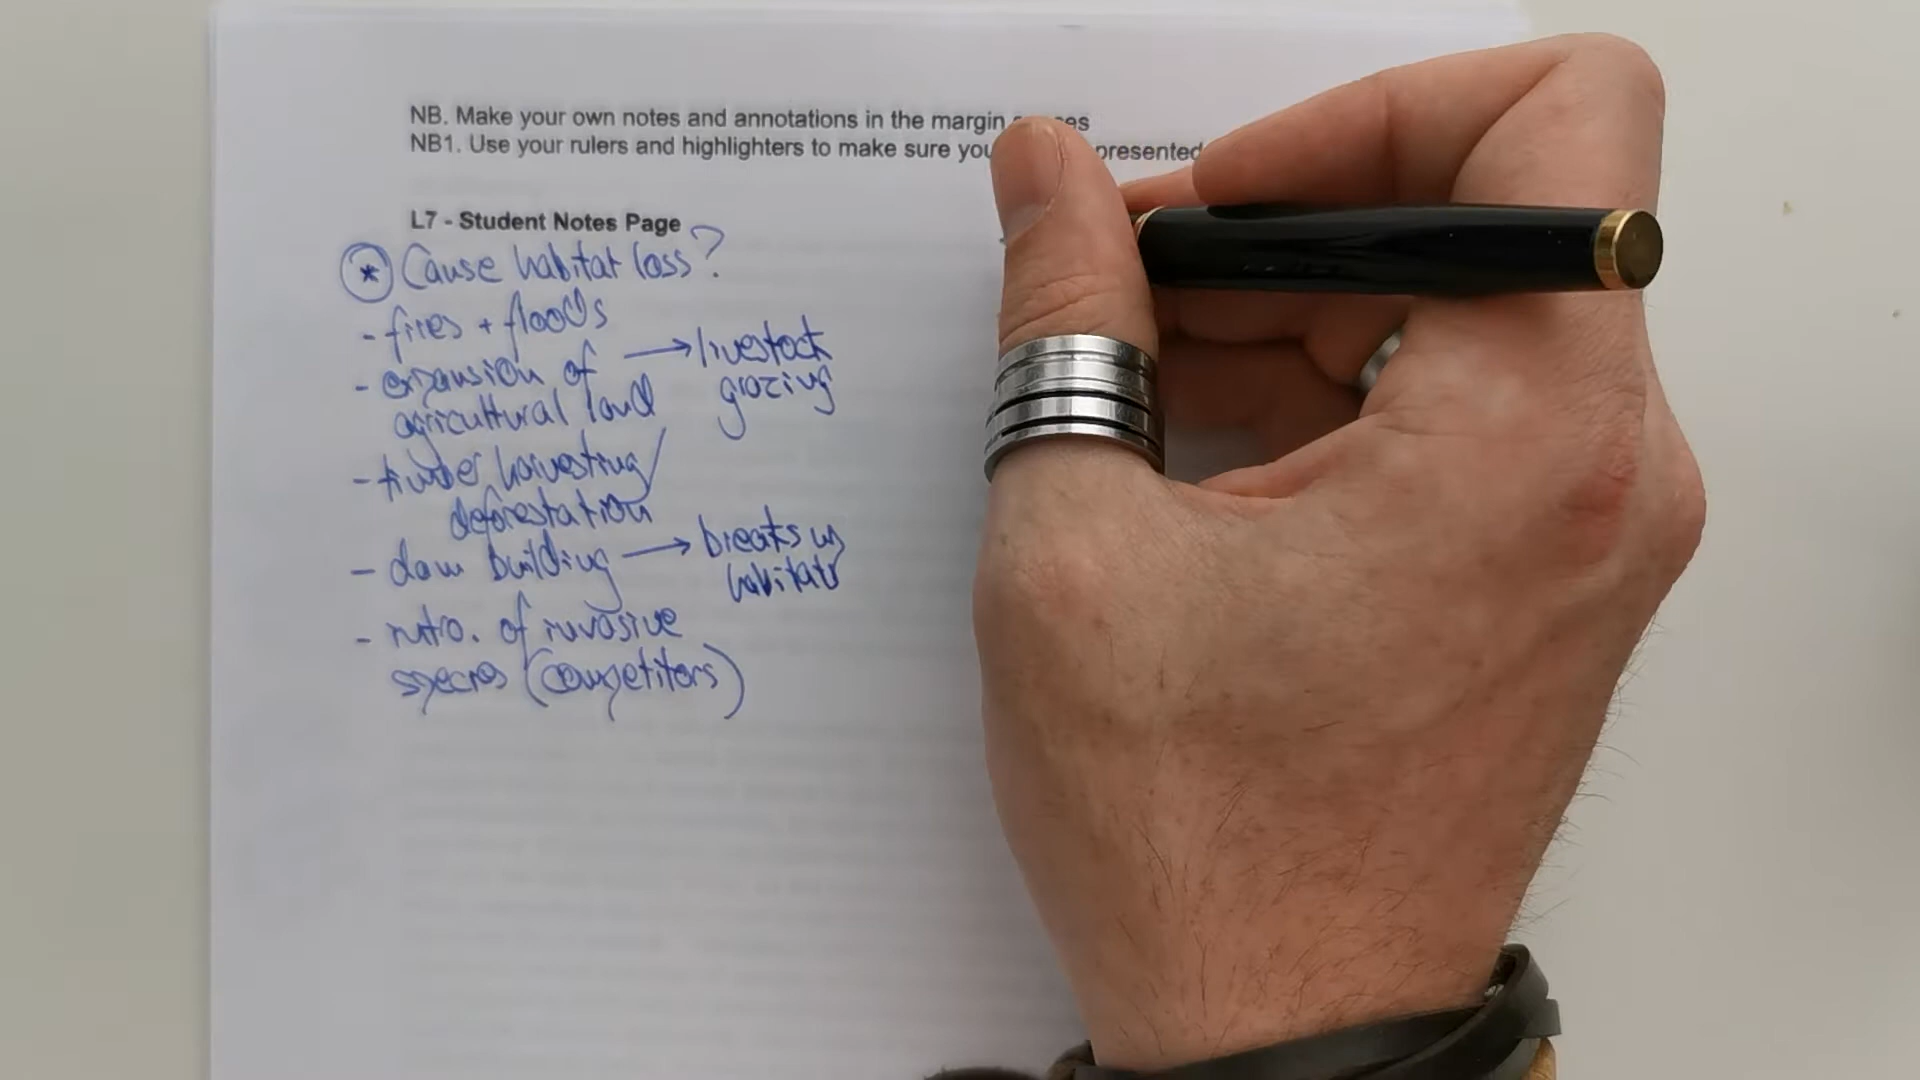 NB. Make your own notes and annotations in the margin
NB1. Use your rulers and highlighters to make sure you presented
L7 - Student Notes Page
* Cause habitat loss?
- fires + floods
- expansion of → livestock
agricultural land grazing
- timber harvesting/
deforestation
- dam building → breaks up
habitats
- intro. of invasive
species (competitors)